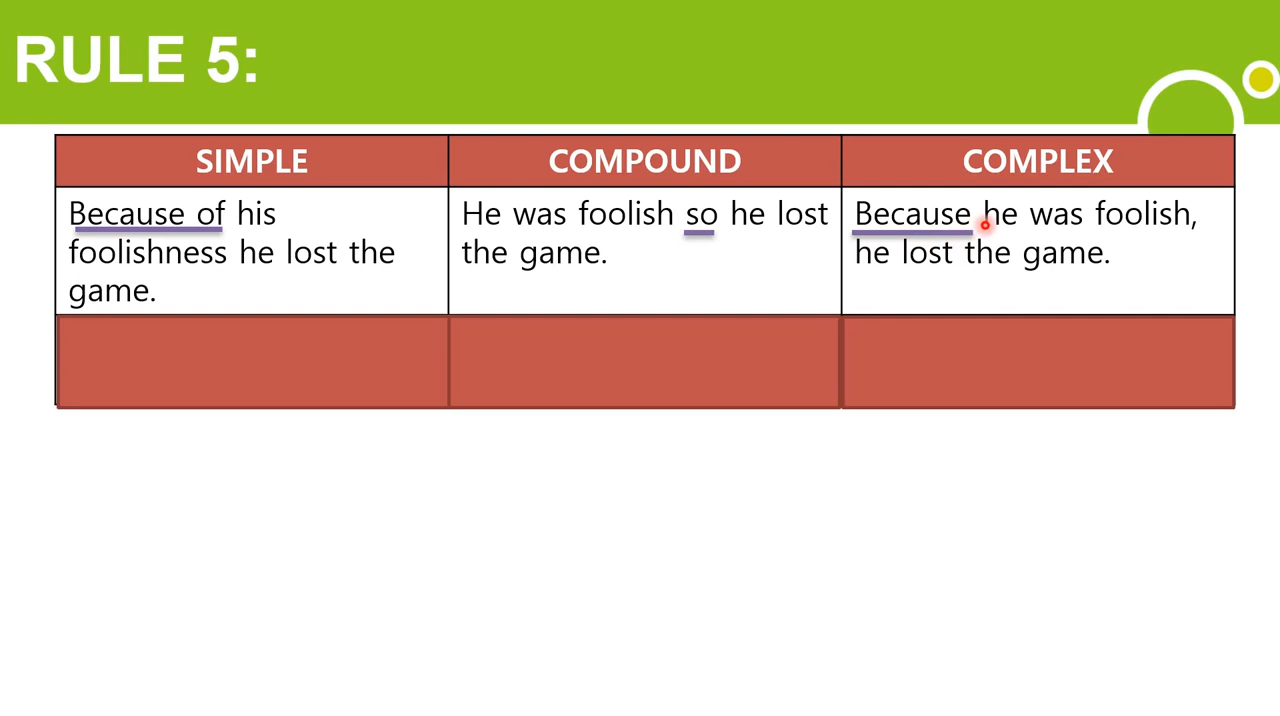 RULE 5:
SIMPLE
COMPOUND
COMPLEX
Because of his
foolishness he lost the
game.
He was foolish so he lost
the game.
Because he was foolish,
he lost the game.